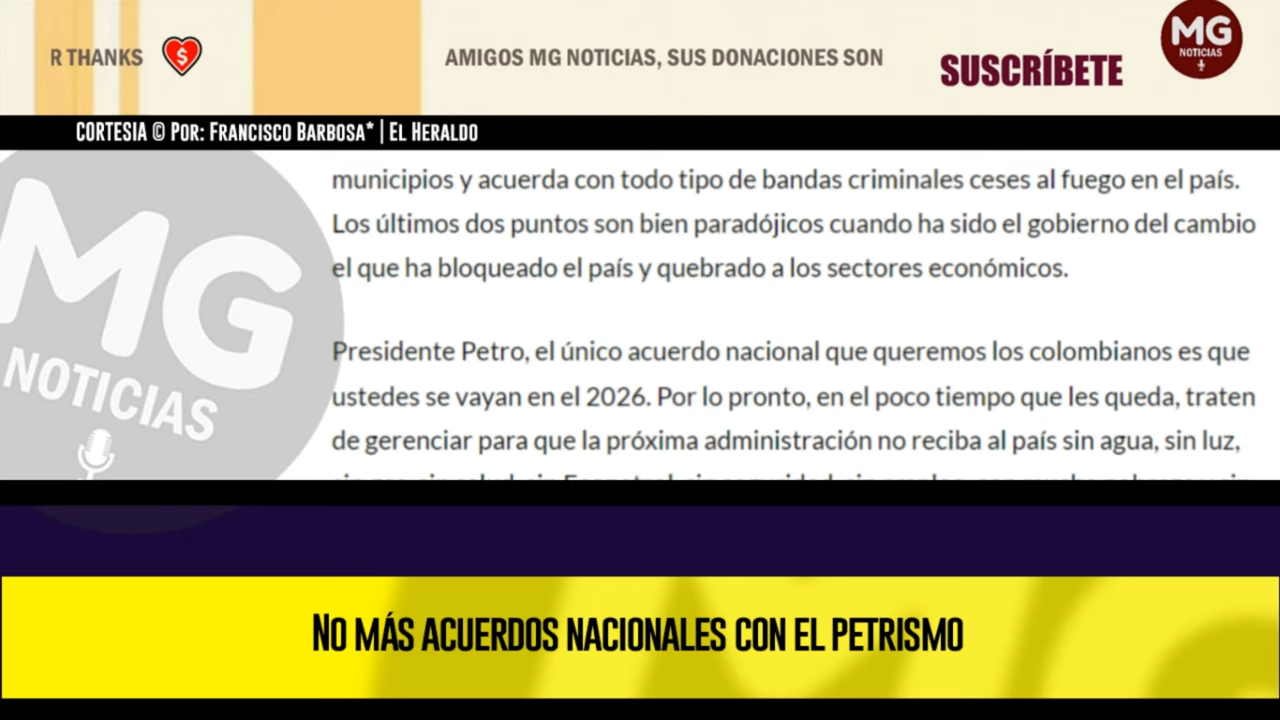 R THANKS
AMIGOS MG NOTICIAS, SUS DONACIONES SON
SUSCRÍBETE
MG
NOTICIAS
CORTESIA © POR: FRANCISCO BARBOSA* | EL HERALDO
municipios y acuerda con todo tipo de bandas criminales ceses al fuego en el país.
Los últimos dos puntos son bien paradójicos cuando ha sido el gobierno del cambio
el que ha bloqueado el país y quebrado a los sectores económicos.
MG
NOTICIAS
Presidente Petro, el único acuerdo nacional que queremos los colombianos es que
ustedes se vayan en el 2026. Por lo pronto, en el poco tiempo que les queda, traten
de gerenciar para que la próxima administración no reciba al país sin agua, sin luz,
NO MÁS ACUERDOS NACIONALES CON EL PETRISMO